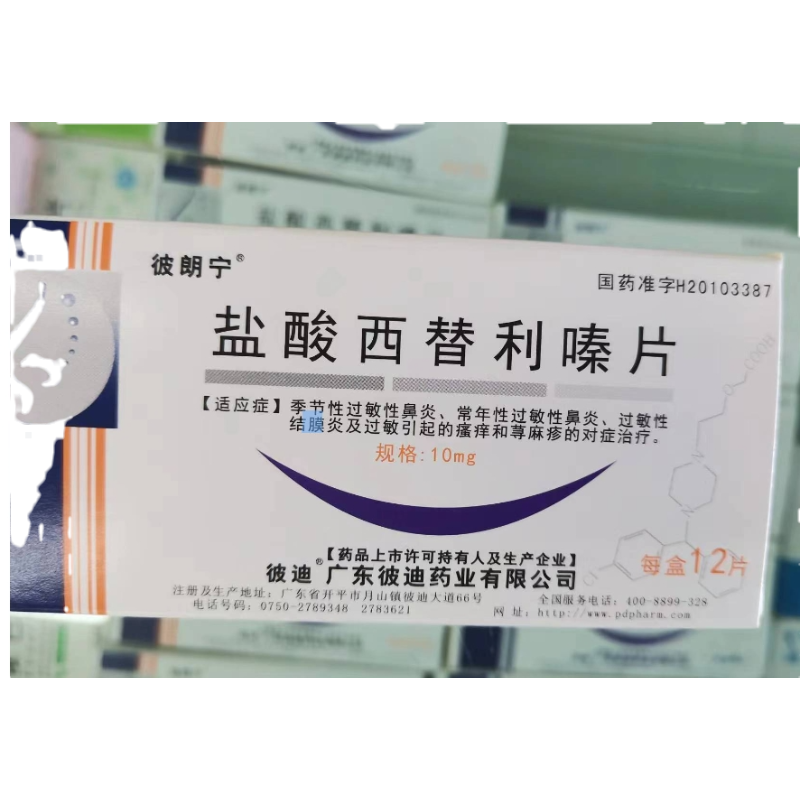 彼朗宁®
国药准字H20103387
盐酸西替利嗪片
【适应症】季节性过敏性鼻炎、常年性过敏性鼻炎、过敏性
结膜炎及过敏引起的瘙痒和荨麻疹的对症治疗。
规格:10mg
每盒12片
【药品上市许可持有人及生产企业】
彼迪®广东彼迪药业有限公司
注册及生产地址:广东省开平市月山镇彼迪大道66号
全国服务电话:400-8899-328
电话号码:0750-2789348 2783621
网址:http://www.pdpharm.com